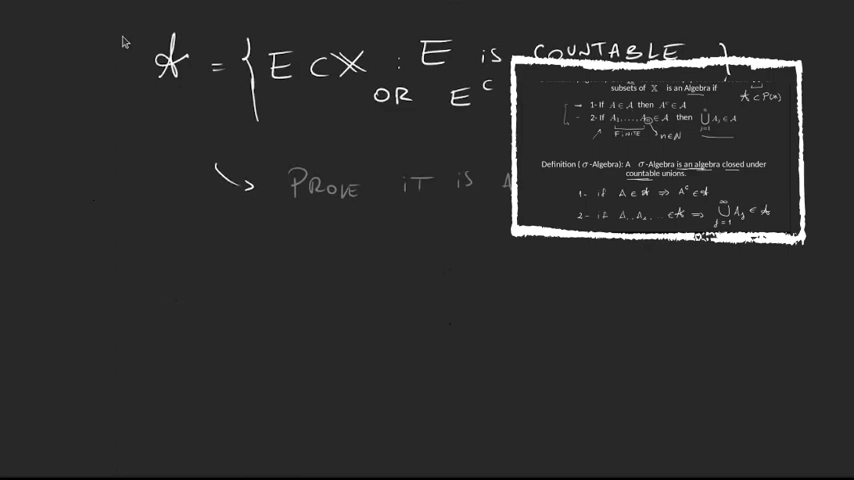 𝒜 = { E ⊂ 𝕏 : E is COUNTABLE }
OR E^C
↳ PROVE iT iS A
subsets of 𝕏 is an Algebra if
𝒜 ⊂ P(𝕏)
→ 1- If A ∈ 𝒜 then A^c ∈ 𝒜
- 2- If A_1,....,A_n ∈ 𝒜 then ⋃_{j=1}^{n} A_j ∈ 𝒜
FiNiTE n∈ℕ
Definition ( σ -Algebra): A σ-Algebra is an algebra closed under
countable unions.
1- if A ∈ 𝒜 ⇒ A^c ∈ 𝒜
2- if A_1, A_2, ... ∈ 𝒜 ⇒ ⋃_{j=1}^{∞} A_j ∈ 𝒜